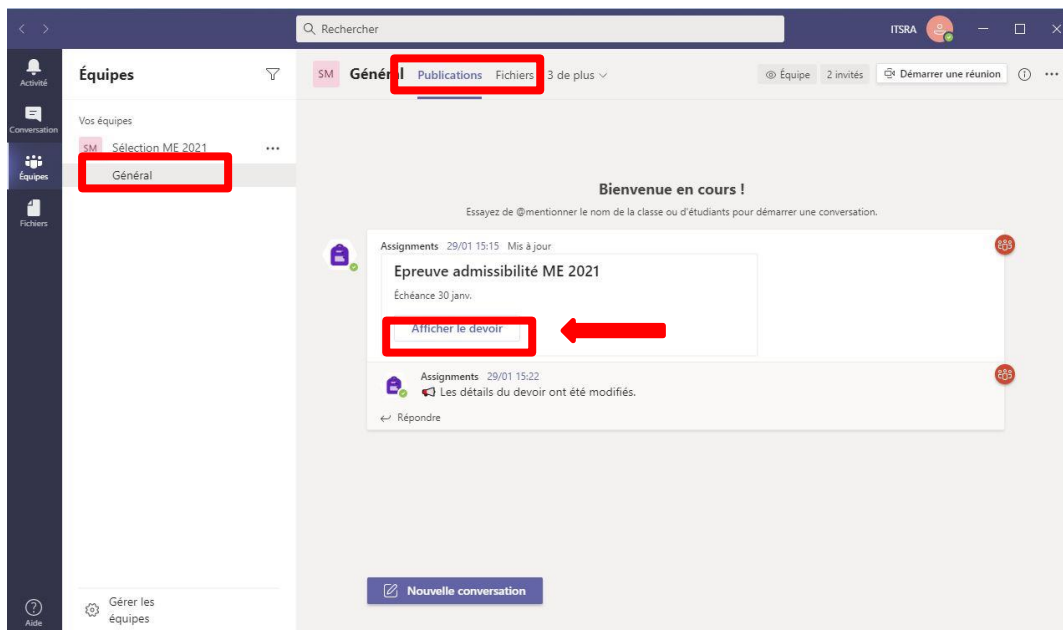 Rechercher
ITSRA
Activité
Conversation
Équipes
Fichiers
Aide
Équipes
Vos équipes
SM Sélection ME 2021 ...
Général
Gérer les
équipes
SM Général Publications Fichiers 3 de plus
Équipe 2 invités Démarrer une réunion ...
Bienvenue en cours !
Essayez de @mentionner le nom de la classe ou d'étudiants pour démarrer une conversation.
Assignments 29/01 15:15 Mis à jour
Epreuve admissibilité ME 2021
Échéance 30 janv.
Afficher le devoir
Assignments 29/01 15:22
Les détails du devoir ont été modifiés.
Répondre
Nouvelle conversation